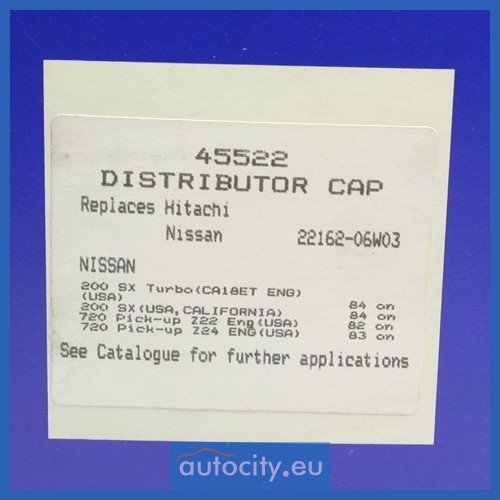 45522
DISTRIBUTOR CAP
Replaces Hitachi
Nissan 22162-06W03
NISSAN
200 SX Turbo(CA18ET ENG)
(USA) 84 on
200 SX(USA,CALIFORNIA) 84 on
720 Pick-up Z22 Eng(USA) 82 on
720 Pick-up Z24 ENG(USA) 83 on
See Catalogue for further applications
autocity.eu